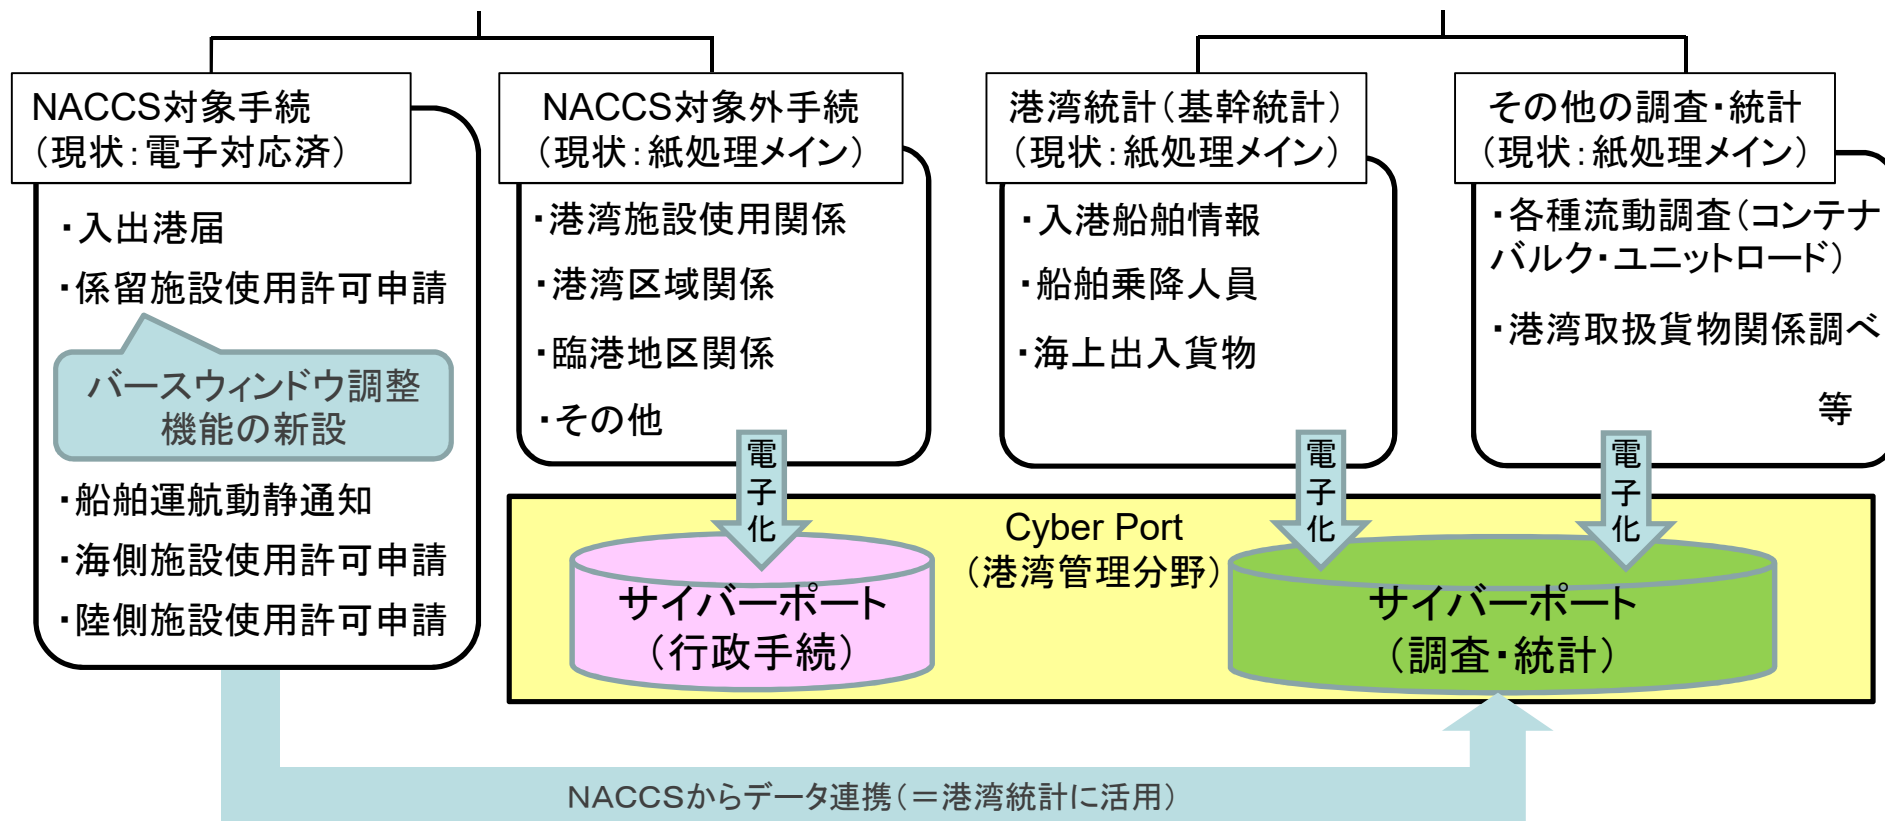 NACCS対象手続
（現状：電子対応済）
・入出港届
・係留施設使用許可申請
バースウィンドウ調整
機能の新設
・船舶運航動静通知
・海側施設使用許可申請
・陸側施設使用許可申請
NACCS対象外手続
（現状：紙処理メイン）
・港湾施設使用関係
・港湾区域関係
・臨港地区関係
・その他
港湾統計（基幹統計）
（現状：紙処理メイン）
・入港船舶情報
・船舶乗降人員
・海上出入貨物
その他の調査・統計
（現状：紙処理メイン）
・各種流動調査（コンテナ
バルク・ユニットロード）
・港湾取扱貨物関係調べ
等
電子化
電子化
電子化
Cyber Port
（港湾管理分野）
サイバーポート
（行政手続）
サイバーポート
（調査・統計）
NACCSからデータ連携（＝港湾統計に活用）